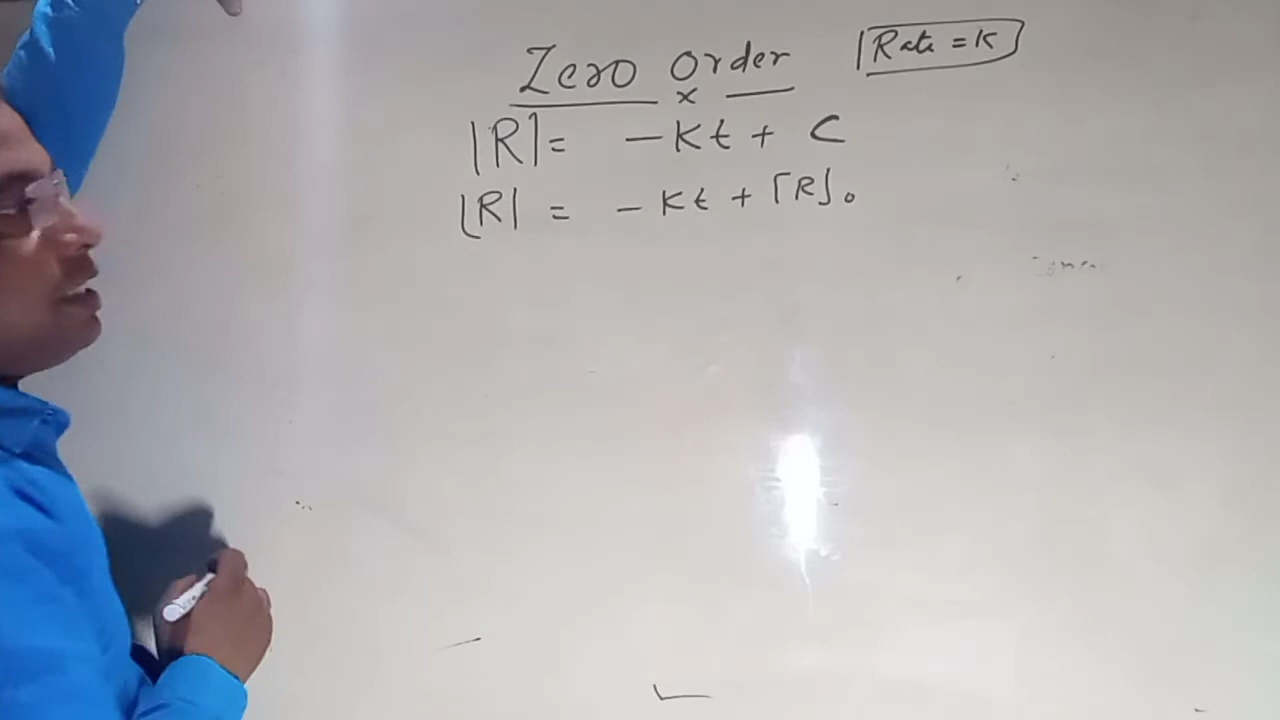 Zero Order
Rate = K
[R] = - Kt + C
[R] = - Kt + [R]₀